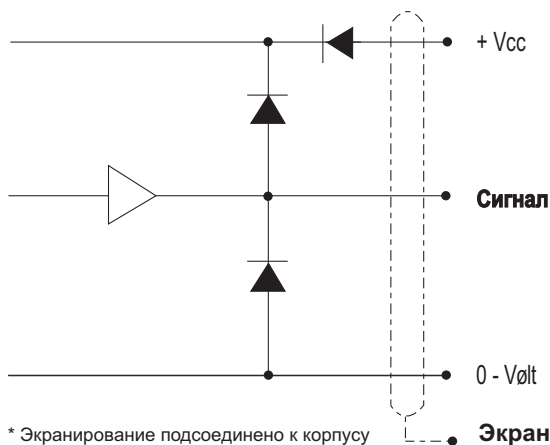 + Vcc
Сигнал
0 - Vølt
* Экранирование подсоединено к корпусу
Экран